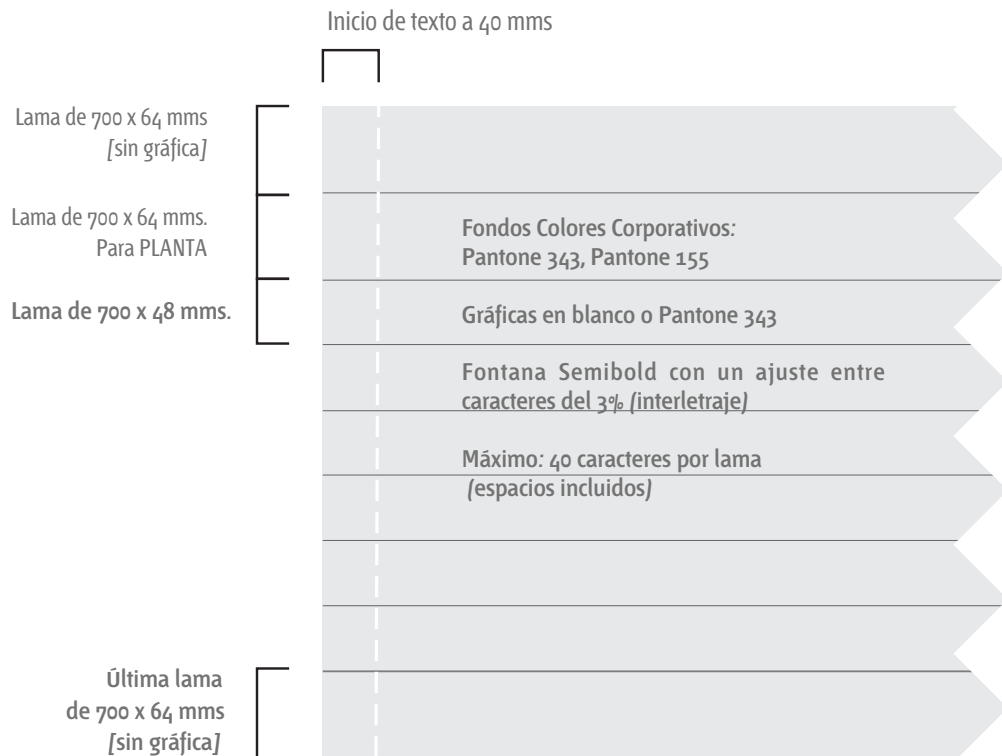 Inicio de texto a 40 mms
Lama de 700 x 64 mms
[sin gráfica]
Lama de 700 x 64 mms.
Para PLANTA
Fondos Colores Corporativos:
Pantone 343, Pantone 155
Lama de 700 x 48 mms.
Gráficas en blanco o Pantone 343
Fontana Semibold con un ajuste entre
caracteres del 3% (interletraje)
Máximo: 40 caracteres por lama
(espacios incluidos)
Última lama
de 700 x 64 mms
[sin gráfica]